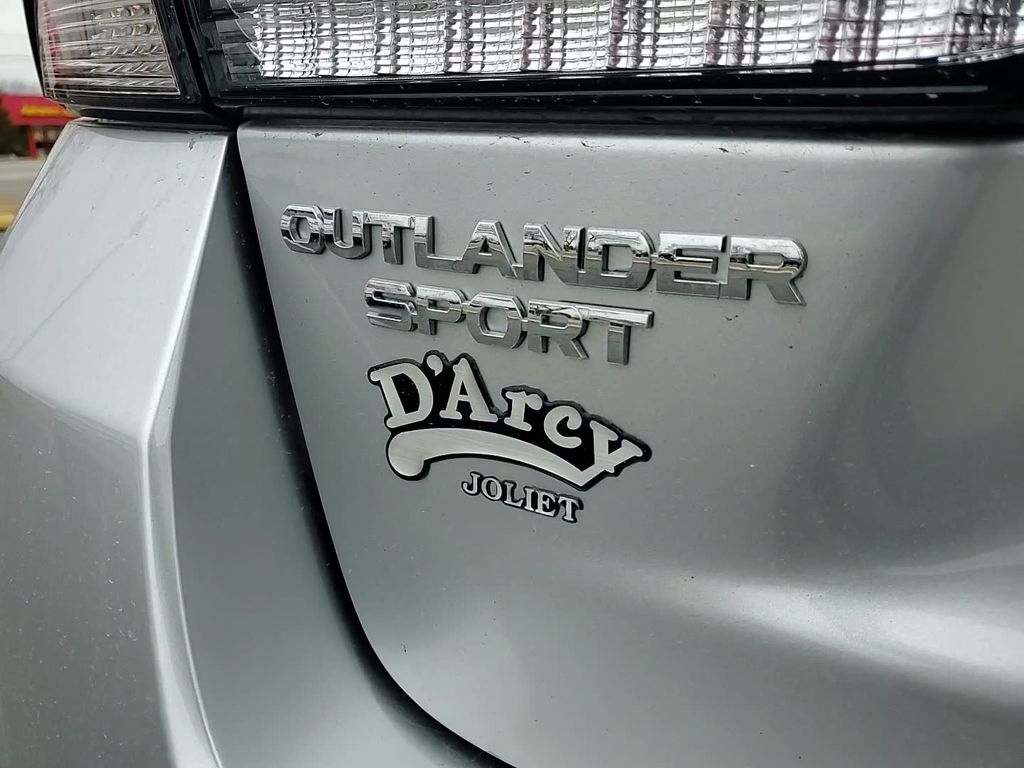 OUTLANDER
SPORT
D'Arcy
JOLIET